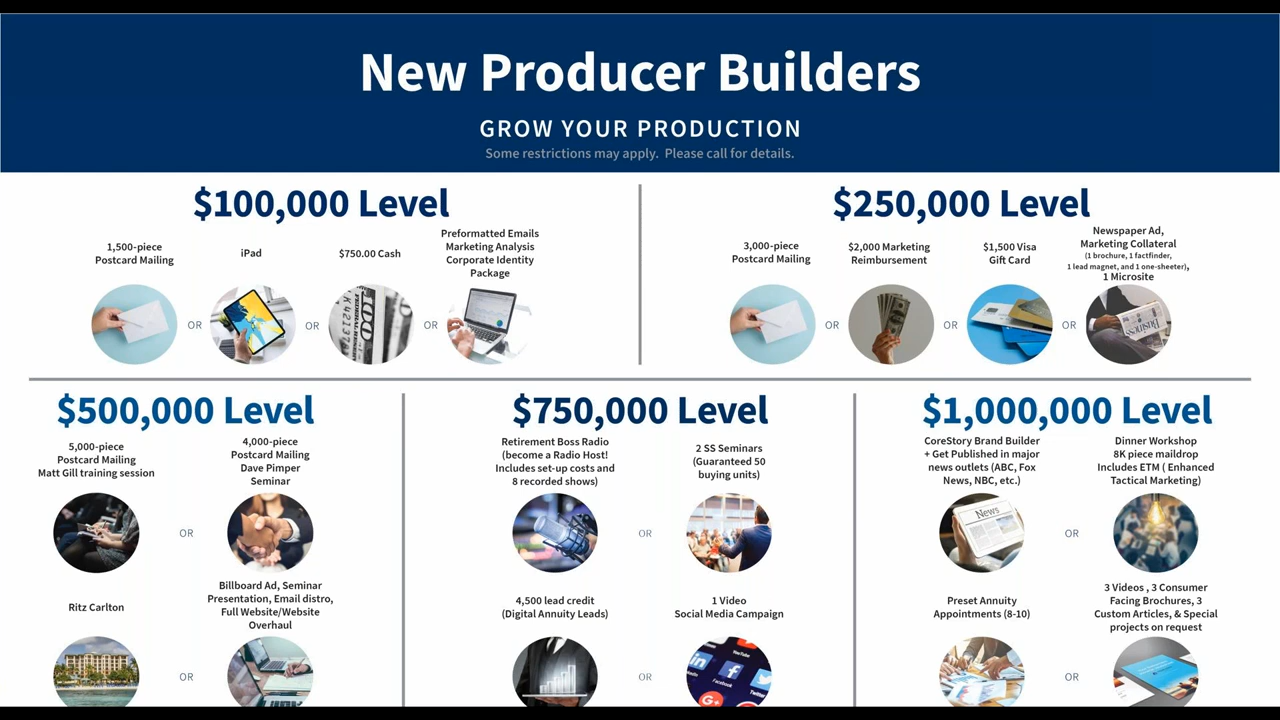 New Producer Builders
GROW YOUR PRODUCTION
Some restrictions may apply. Please call for details.
$100,000 Level
1,500-piece
Postcard Mailing
OR
iPad
OR
$750.00 Cash
OR
Preformatted Emails
Marketing Analysis
Corporate Identity
Package
$250,000 Level
3,000-piece
Postcard Mailing
OR
$2,000 Marketing
Reimbursement
OR
$1,500 Visa
Gift Card
OR
Newspaper Ad,
Marketing Collateral
(1 brochure, 1 factfinder,
1 lead magnet, and 1 one-sheeter),
1 Microsite
Business
$500,000 Level
5,000-piece
Postcard Mailing
Matt Gill training session
OR
4,000-piece
Postcard Mailing
Dave Pimper
Seminar
Ritz Carlton
OR
Billboard Ad, Seminar
Presentation, Email distro,
Full Website/Website
Overhaul
$750,000 Level
Retirement Boss Radio
(become a Radio Host!
Includes set-up costs and
8 recorded shows)
OR
2 SS Seminars
(Guaranteed 50
buying units)
4,500 lead credit
(Digital Annuity Leads)
OR
1 Video
Social Media Campaign
YouTube
Facebook
Twitter
$1,000,000 Level
CoreStory Brand Builder
+ Get Published in major
news outlets (ABC, Fox
News, NBC, etc.)
News
OR
Dinner Workshop
8K piece maildrop
Includes ETM ( Enhanced
Tactical Marketing)
Preset Annuity
Appointments (8-10)
OR
3 Videos , 3 Consumer
Facing Brochures, 3
Custom Articles, & Special
projects on request